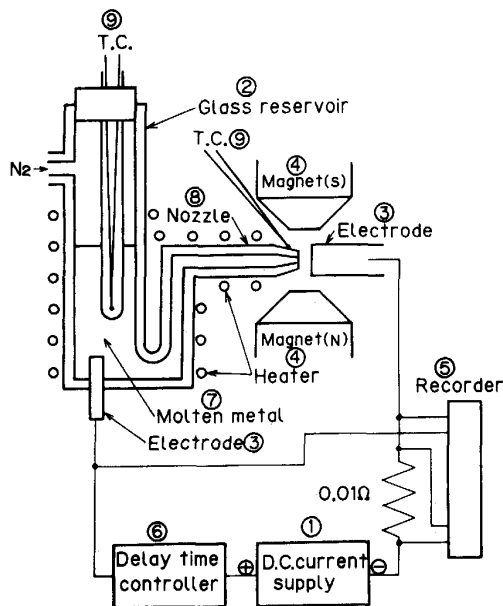 ⑨
T.C.
②
Glass reservoir
T.C.⑨
N2
④
Magnet(S)
⑧
Nozzle
③
Electrode
Magnet(N)
④
Heater
⑤
Recorder
⑦
Molten metal
Electrode③
0.01Ω
⑥
Delay time
controller
①
⊕
D.C.current
supply
⊖